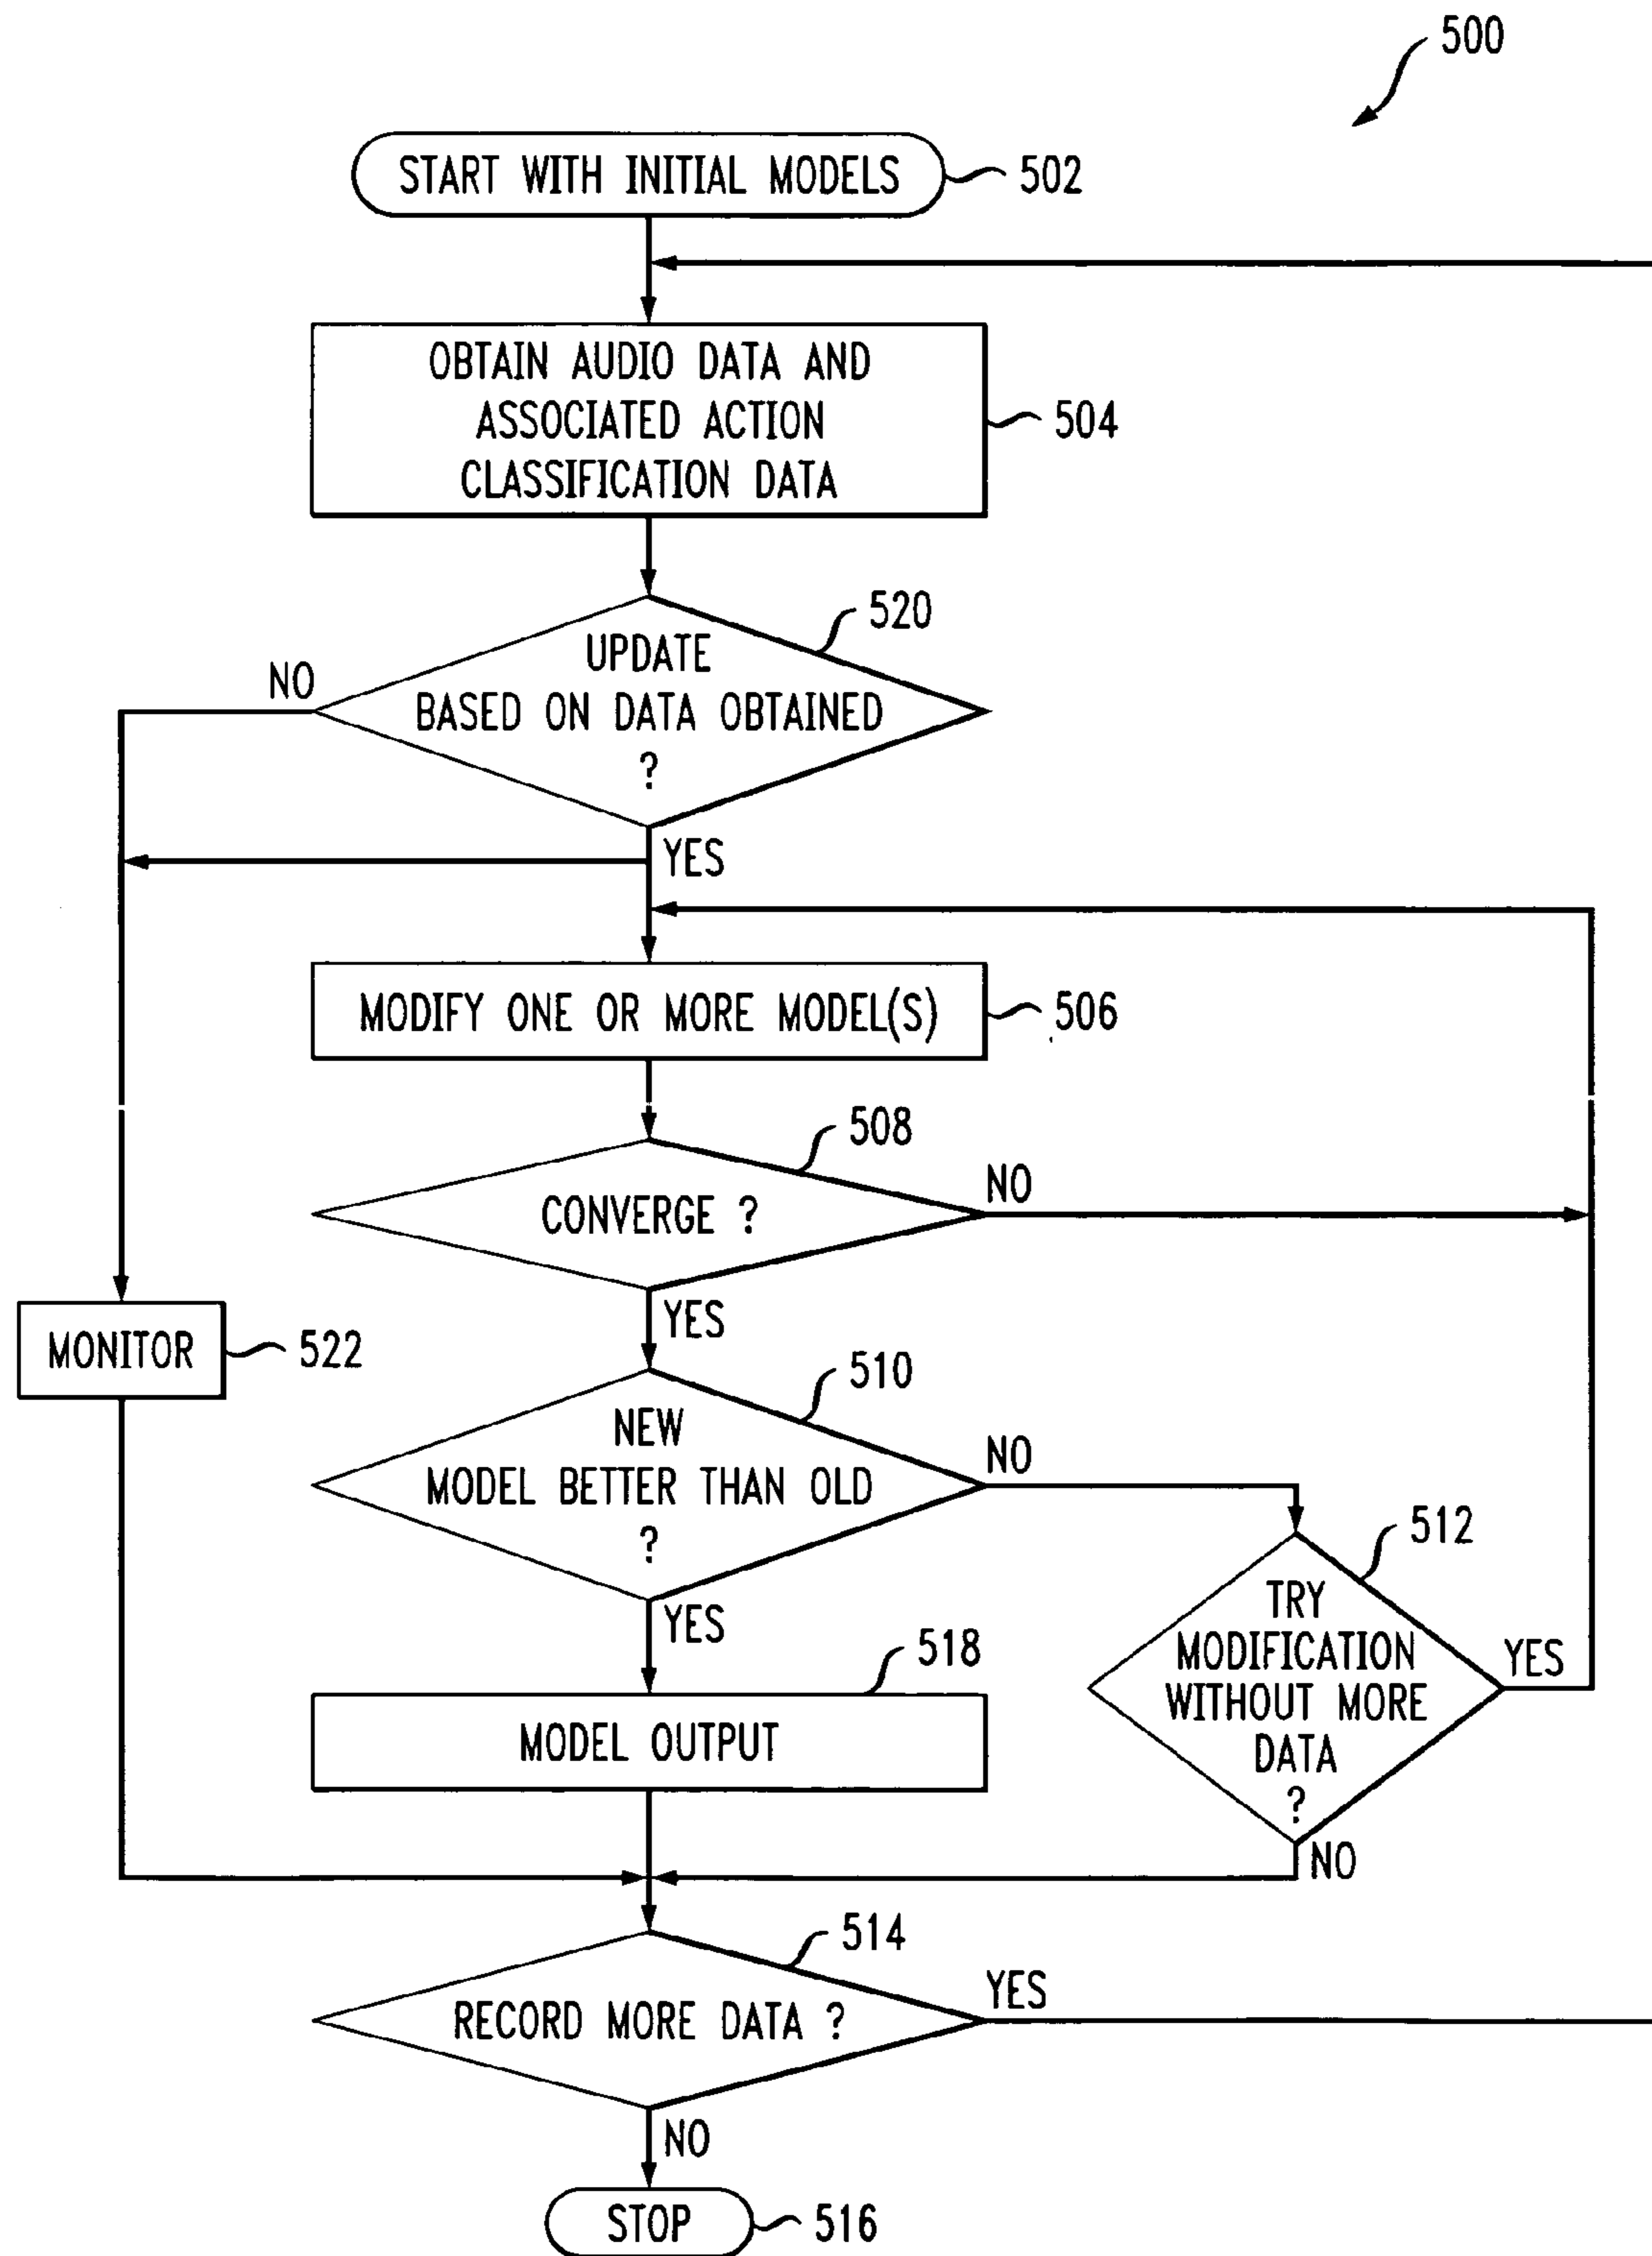 500
START WITH INITIAL MODELS
502
OBTAIN AUDIO DATA AND
ASSOCIATED ACTION
CLASSIFICATION DATA
504
520
UPDATE
BASED ON DATA OBTAINED
?
NO
YES
MODIFY ONE OR MORE MODEL(S)
506
508
CONVERGE ?
NO
YES
MONITOR
522
510
NEW
MODEL BETTER THAN OLD
?
NO
YES
512
TRY
MODIFICATION
WITHOUT MORE
DATA
?
YES
NO
518
MODEL OUTPUT
514
RECORD MORE DATA ?
YES
NO
STOP
516